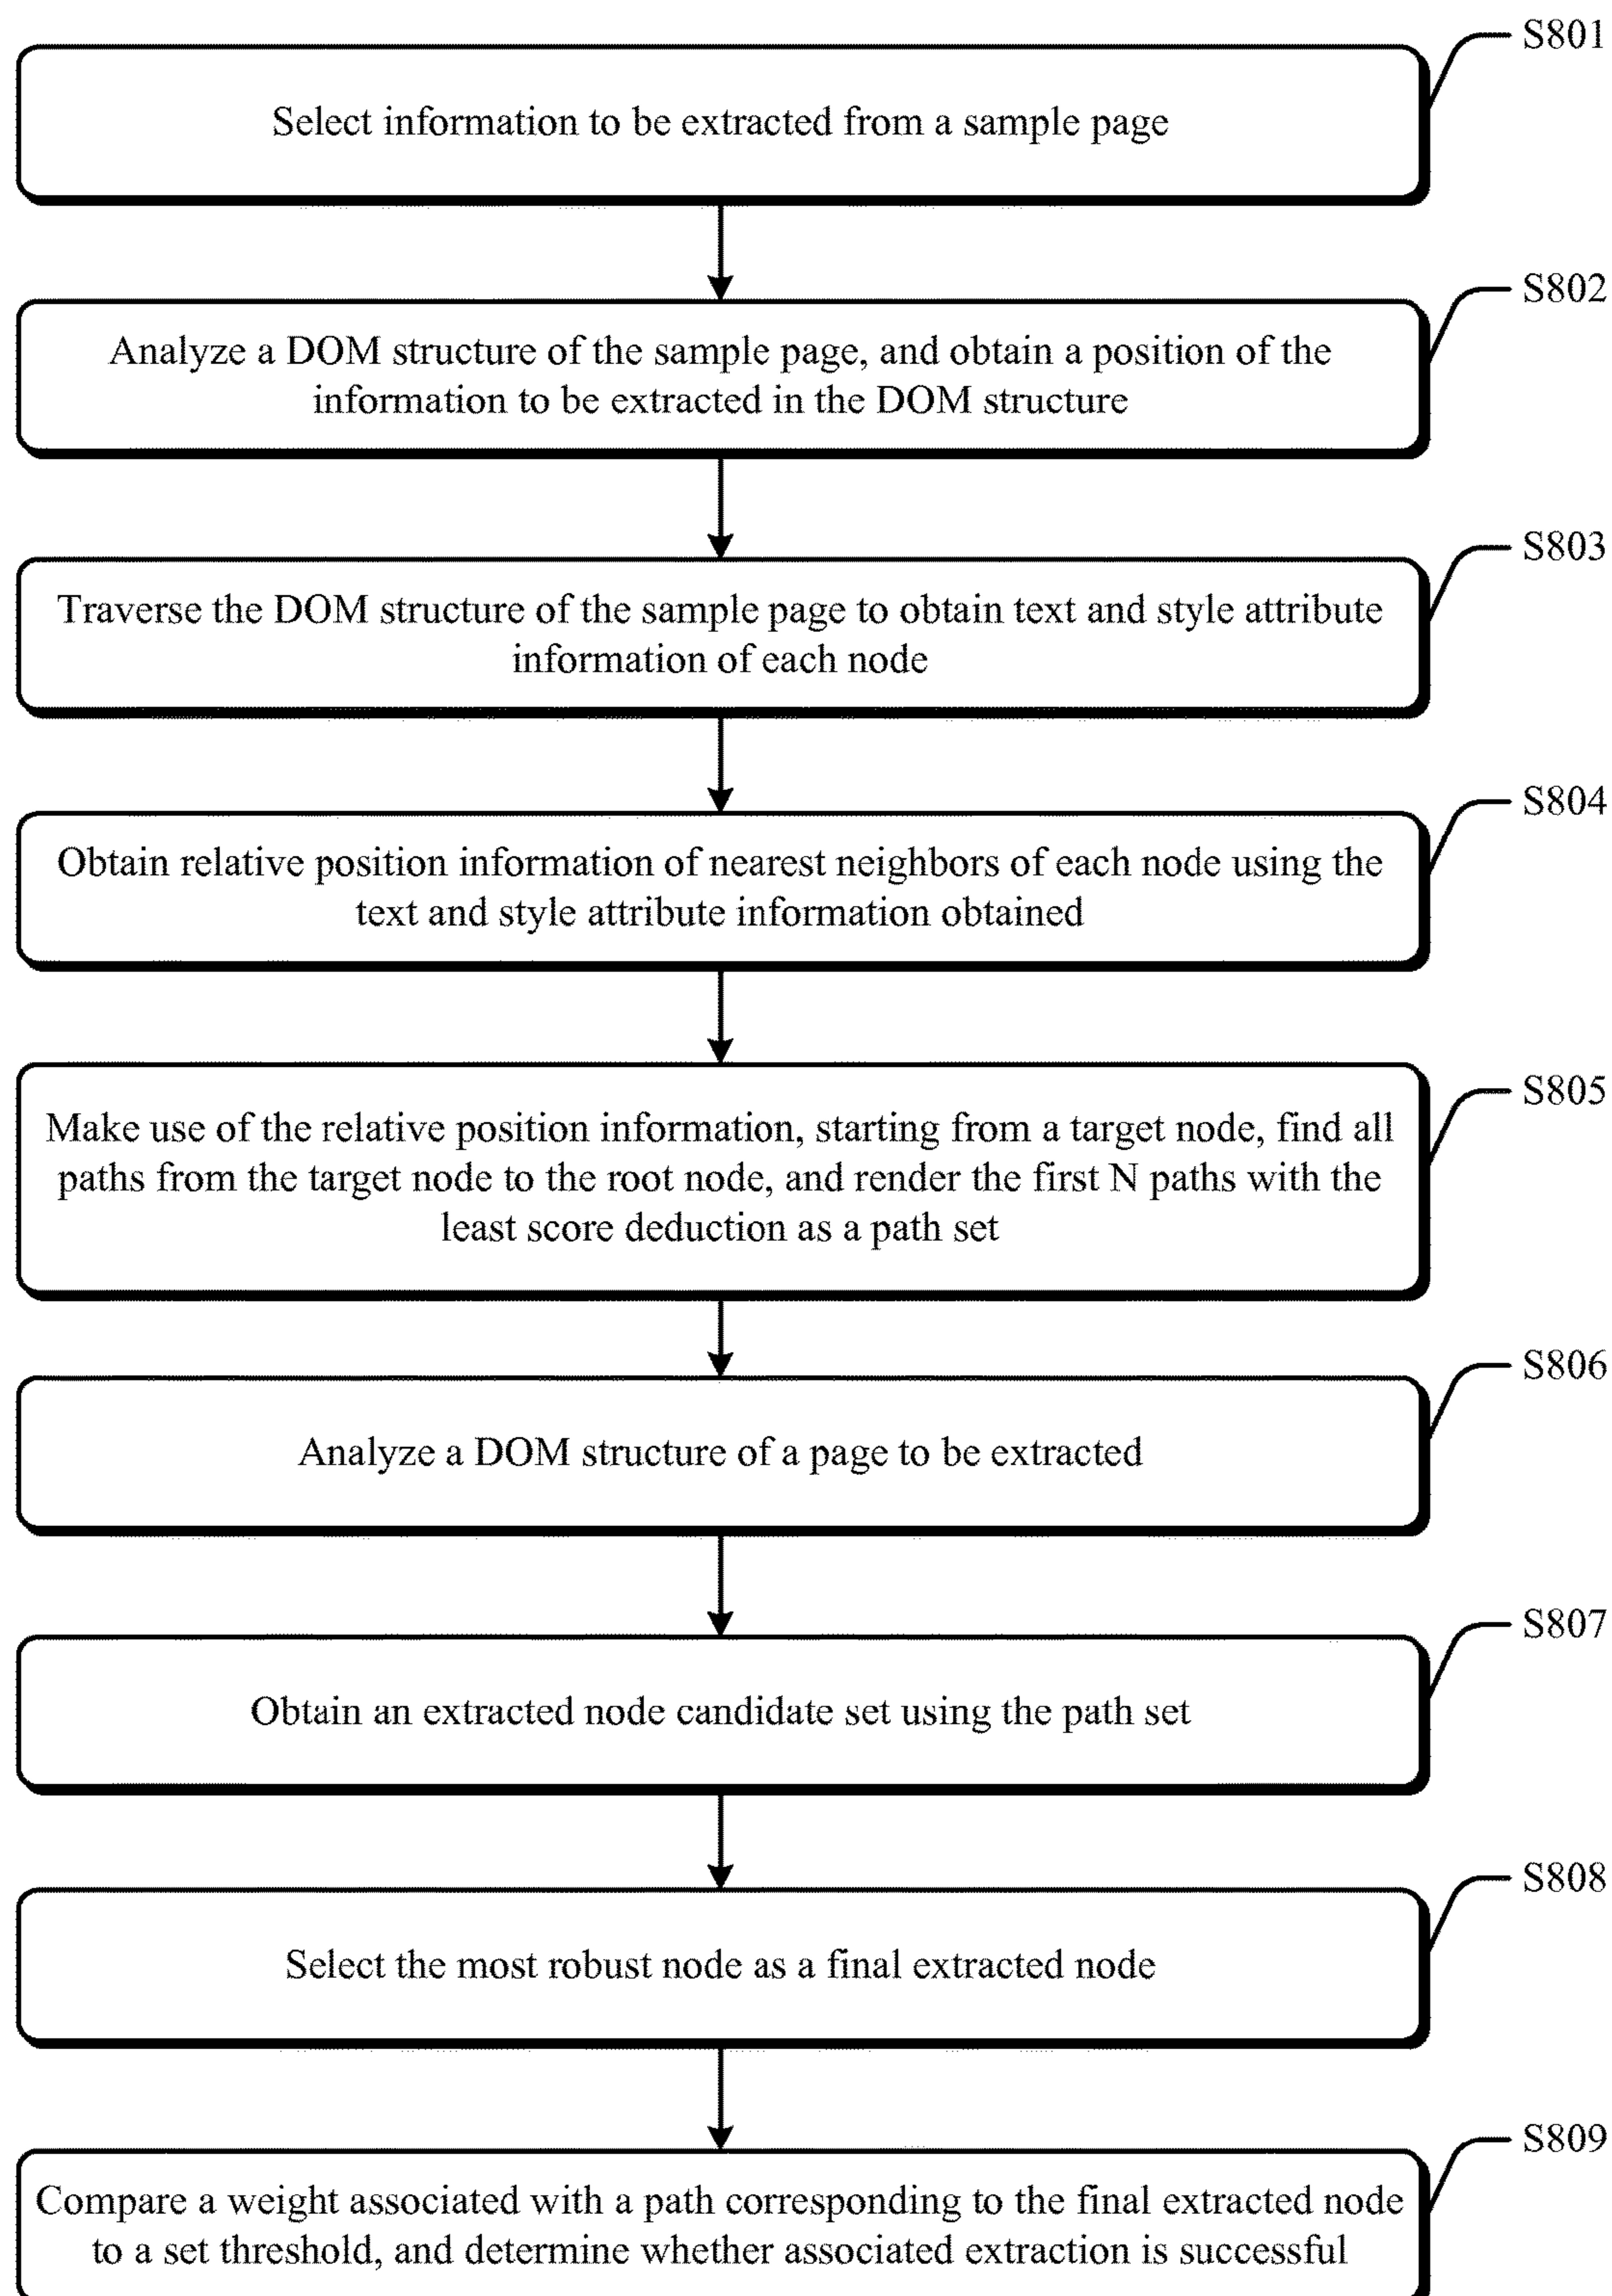 S801
Select information to be extracted from a sample page
S802
Analyze a DOM structure of the sample page, and obtain a position of the
information to be extracted in the DOM structure
S803
Traverse the DOM structure of the sample page to obtain text and style attribute
information of each node
S804
Obtain relative position information of nearest neighbors of each node using the
text and style attribute information obtained
S805
Make use of the relative position information, starting from a target node, find all
paths from the target node to the root node, and render the first N paths with the
least score deduction as a path set
S806
Analyze a DOM structure of a page to be extracted
S807
Obtain an extracted node candidate set using the path set
S808
Select the most robust node as a final extracted node
S809
Compare a weight associated with a path corresponding to the final extracted node
to a set threshold, and determine whether associated extraction is successful